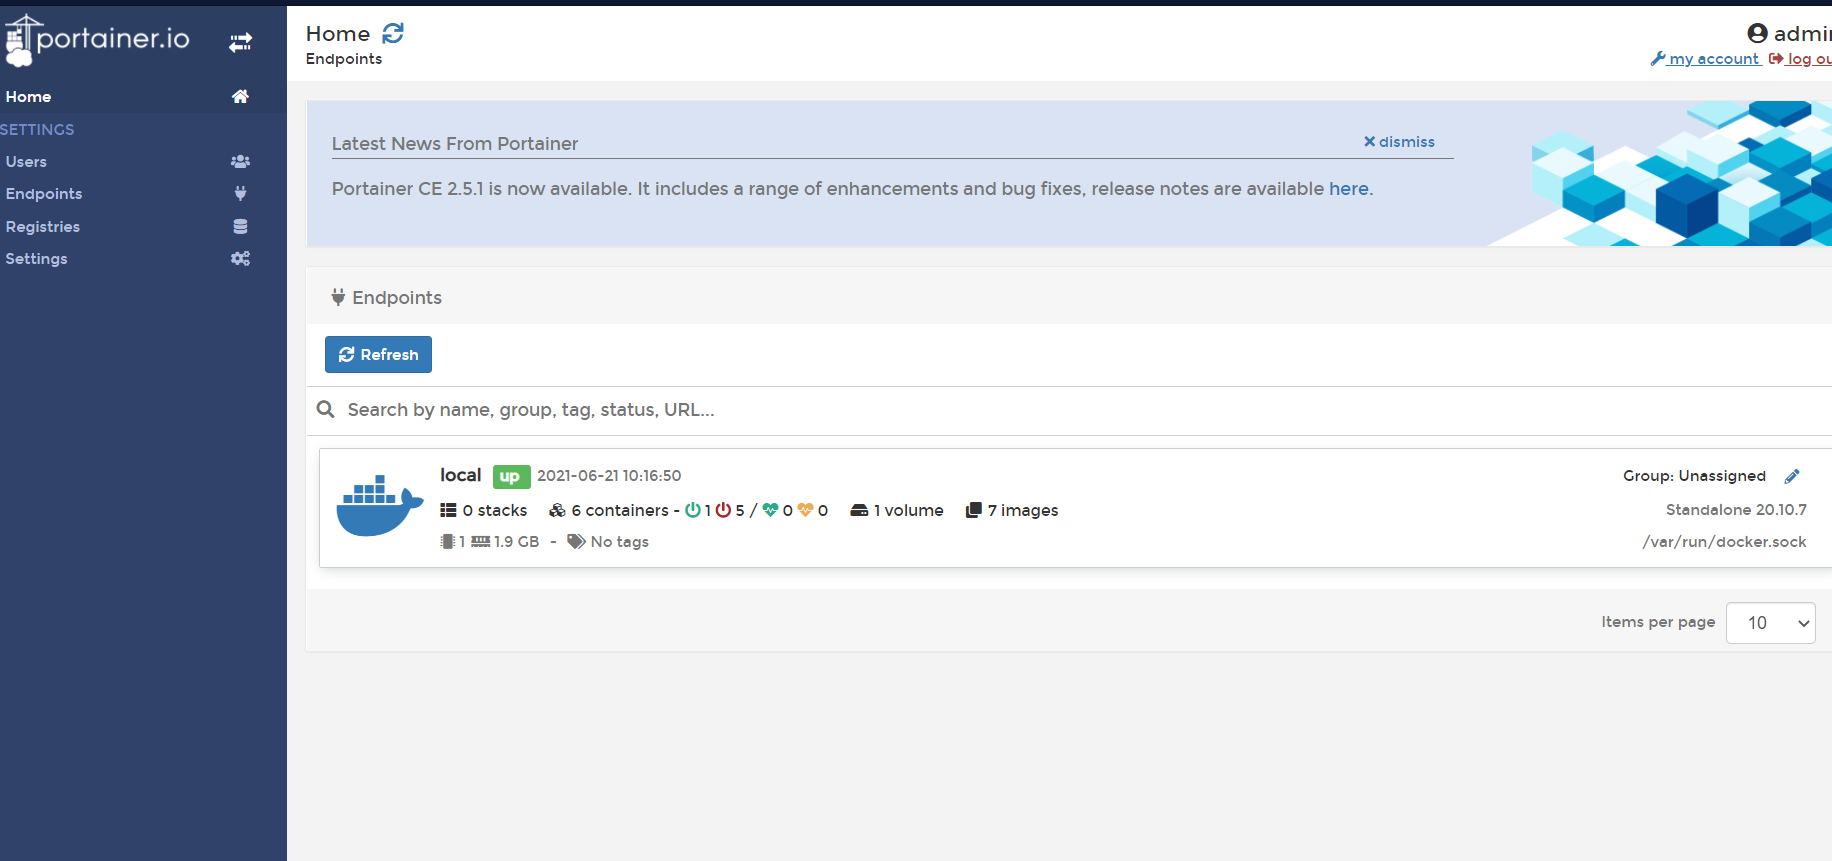 portainer.io
Home
SETTINGS
Users
Endpoints
Registries
Settings
Home
Endpoints
admin
my account log ou
Latest News From Portainer
dismiss
Portainer CE 2.5.1 is now available. It includes a range of enhancements and bug fixes, release notes are available here.
Endpoints
Refresh
Search by name, group, tag, status, URL...
local up 2021-06-21 10:16:50
Group: Unassigned
0 stacks 6 containers - 1 5 / 0 0 1 volume 7 images
Standalone 20.10.7
1 1.9 GB - No tags
/var/run/docker.sock
Items per page 10